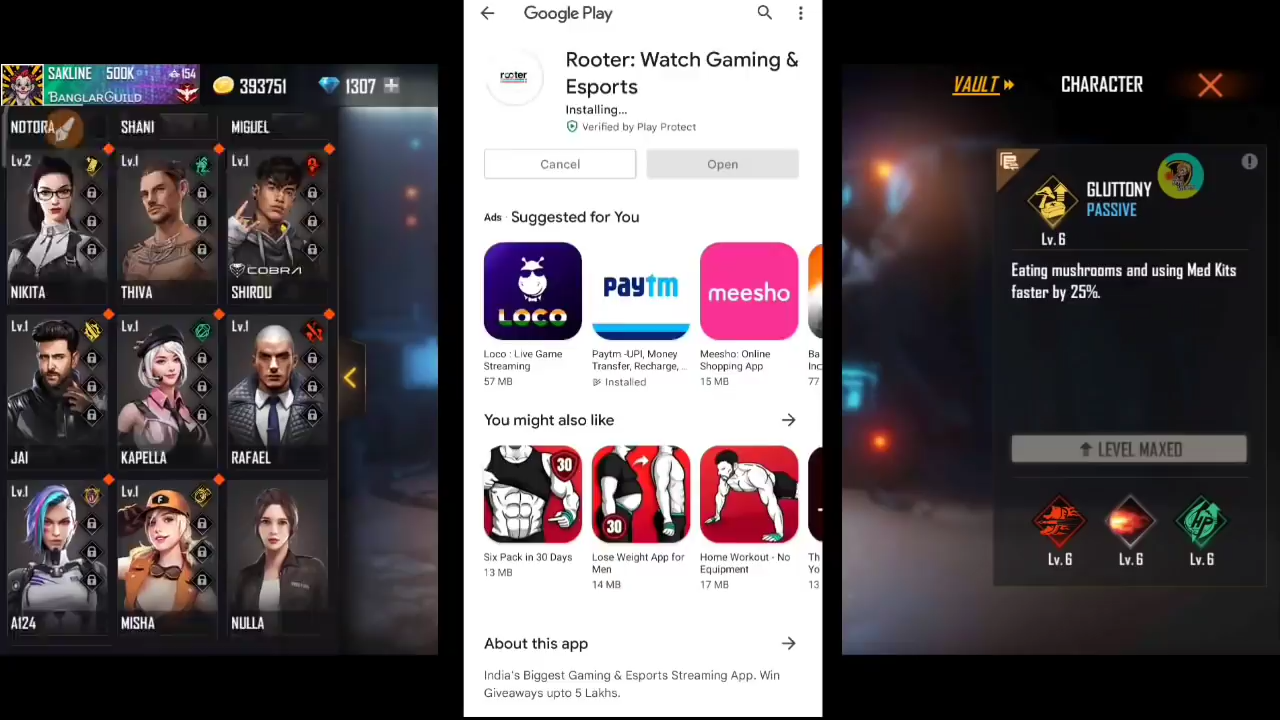 SAKLINE 500K
154
BANGLARGUILD
393751
1307
NOTORA
SHANI
MIGUEL
Lv.2
Lv.1
Lv.1
COBRA
NIKITA
THIVA
SHIROU
Lv.1
Lv.1
Lv.1
JAI
KAPELLA
RAFAEL
Lv.1
Lv.1
A124
MISHA
NULLA
Google Play
rooter
Rooter: Watch Gaming &
Esports
Installing...
Verified by Play Protect
Cancel
Open
Ads · Suggested for You
LOCO
paytm
meesho
Loco : Live Game
Streaming
57 MB
Paytm -UPI, Money
Transfer, Recharge, ...
Installed
Meesho: Online
Shopping App
15 MB
Ba
Inc
77
You might also like
30
30
Six Pack in 30 Days
13 MB
Lose Weight App for
Men
14 MB
Home Workout - No
Equipment
17 MB
Th
Yo
13
About this app
India's Biggest Gaming & Esports Streaming App. Win
Giveaways upto 5 Lakhs.
VAULT
CHARACTER
GLUTTONY
PASSIVE
Lv.6
Eating mushrooms and using Med Kits
faster by 25%.
LEVEL MAXED
Lv.6
Lv.6
Lv.6